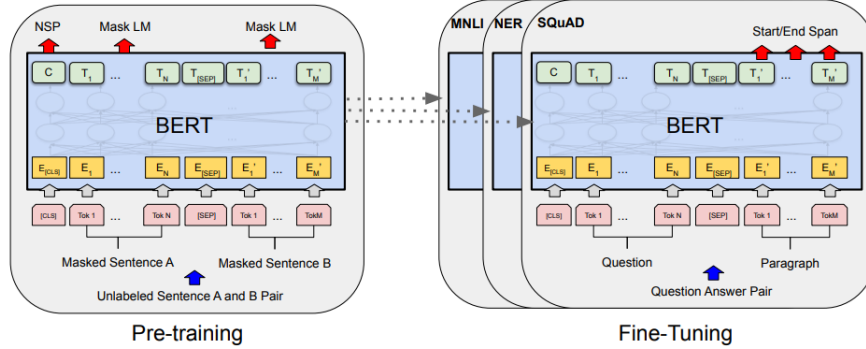 NSP Mask LM Mask LM
C T1 ... TN T[SEP] T1' ... TM'
BERT
E[CLS] E1 ... EN E[SEP] E1' ... EM'
[CLS] Tok 1 ... Tok N [SEP] Tok 1 ... TokM
Masked Sentence A Masked Sentence B
Unlabeled Sentence A and B Pair
Pre-training
MNLI NER SQuAD
Start/End Span
C T1 ... TN T[SEP] T1' ... TM'
BERT
E[CLS] E1 ... EN E[SEP] E1' ... EM'
[CLS] Tok 1 ... Tok N [SEP] Tok 1 ... TokM
Question Paragraph
Question Answer Pair
Fine-Tuning